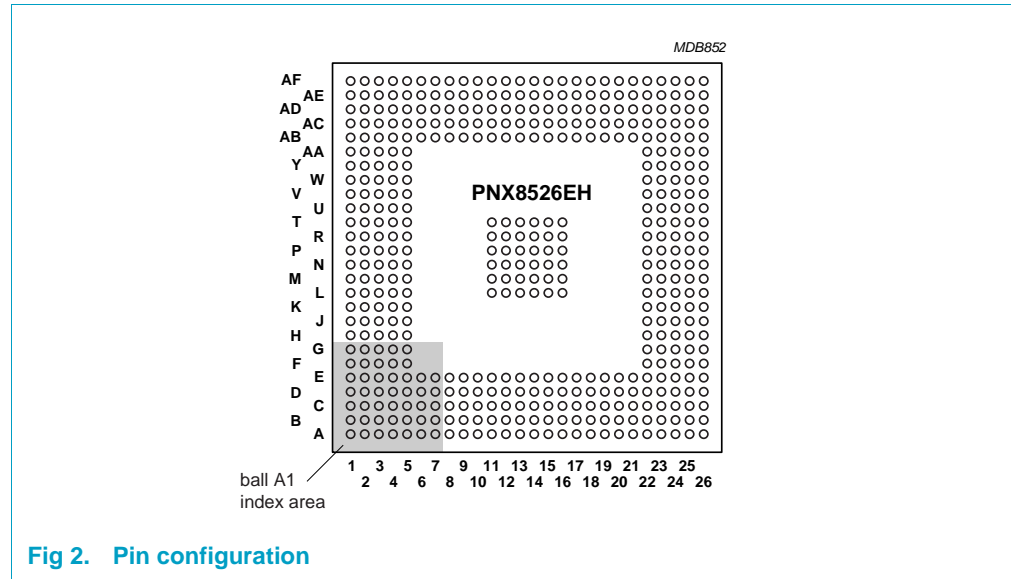 MDB852
AF
AE
AD
AC
AB
AA
Y
W
V
U
T
R
P
N
M
L
K
J
H
G
F
E
D
C
B
A
PNX8526EH
1 3 5 7 9 11 13 15 17 19 21 23 25
2 4 6 8 10 12 14 16 18 20 22 24 26
ball A1
index area
Fig 2. Pin configuration